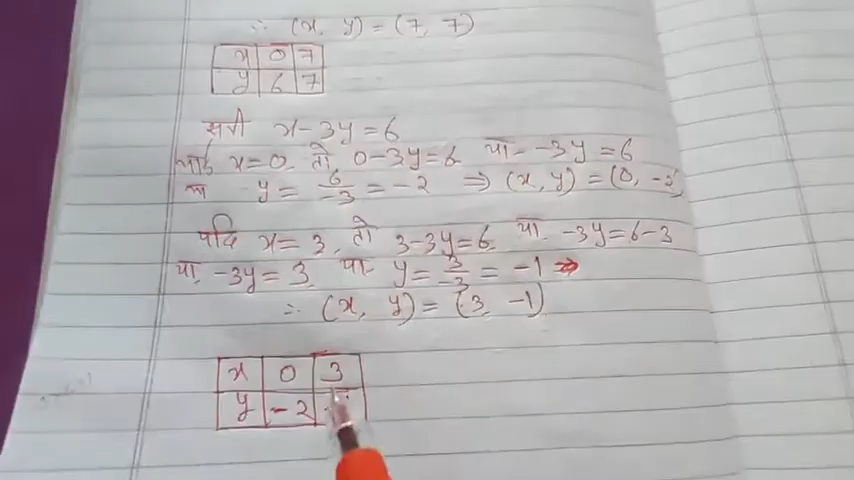 ∴ (x, y) = (7, 7)
x 0 7
y 6 7
x - 3y = 6
यदि x = 0. तो 0 - 3y = 6 या - -3y = 6
या y = 6/-3 = -2 ⇒ (x, y) = (0, -2)
यदि x = 3, तो 3 - 3y = 6. या. -3y = 6 - 3
या. -3y = 3. या. y = 3/-3 = -1 ⇒
∴ (x, y) = (3, -1)
x 0 3
y -2